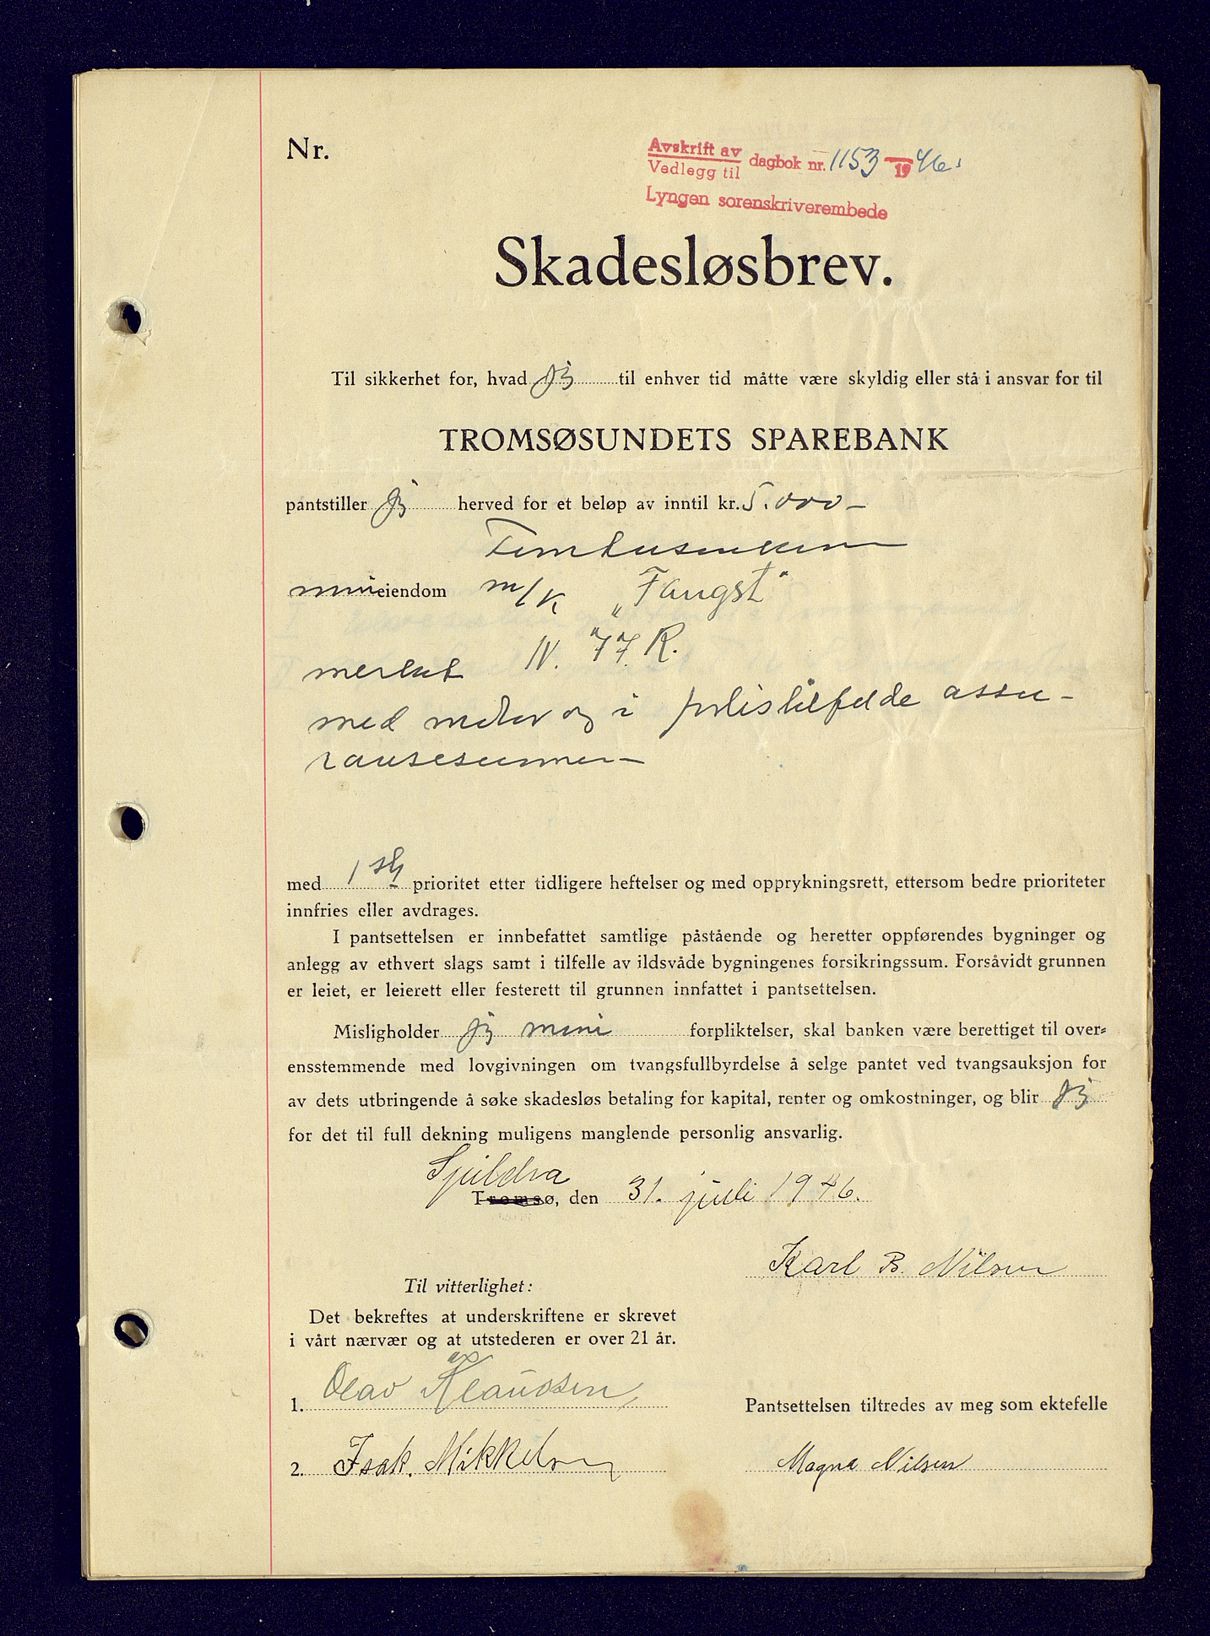 Nr.
Avskrift av
Vedlegg til dagbok nr. 1153 - 1946.
Lyngen sorenskriverembede
Skadesløsbrev.
Til sikkerhet for, hvad jeg til enhver tid måtte være skyldig eller stå i ansvar for til
TROMSØSUNDETS SPAREBANK
pantstiller jeg herved for et beløp av inntil kr. 5.000 -
Femtusenkroner
min eiendom m/k "Fangst"
merket N. 77. R.
med motor og i forlistilfelde assu-
ransesummen -
med 1ste prioritet etter tidligere heftelser og med opprykningsrett, ettersom bedre prioriteter
innfries eller avdrages.
I pantsettelsen er innbefattet samtlige påstående og heretter oppførendes bygninger og
anlegg av ethvert slags samt i tilfelle av ildsvåde bygningenes forsikringssum. Forsåvidt grunnen
er leiet, er leierett eller festerett til grunnen innfattet i pantsettelsen.
Misligholder jeg mine forpliktelser, skal banken være berettiget til over-
ensstemmende med lovgivningen om tvangsfullbyrdelse å selge pantet ved tvangsauksjon for
av dets utbringende å søke skadesløs betaling for kapital, renter og omkostninger, og blir jeg
for det til full dekning muligens manglende personlig ansvarlig.
Spildra
Tromsø, den 31. juli 1946.
Karl B. Nilsen
Til vitterlighet:
Det bekreftes at underskriftene er skrevet
i vårt nærvær og at utstederen er over 21 år.
1. Olav Klaussen
Pantsettelsen tiltredes av meg som ektefelle
2. Isak. Mikkelsen
Magna Nilsen